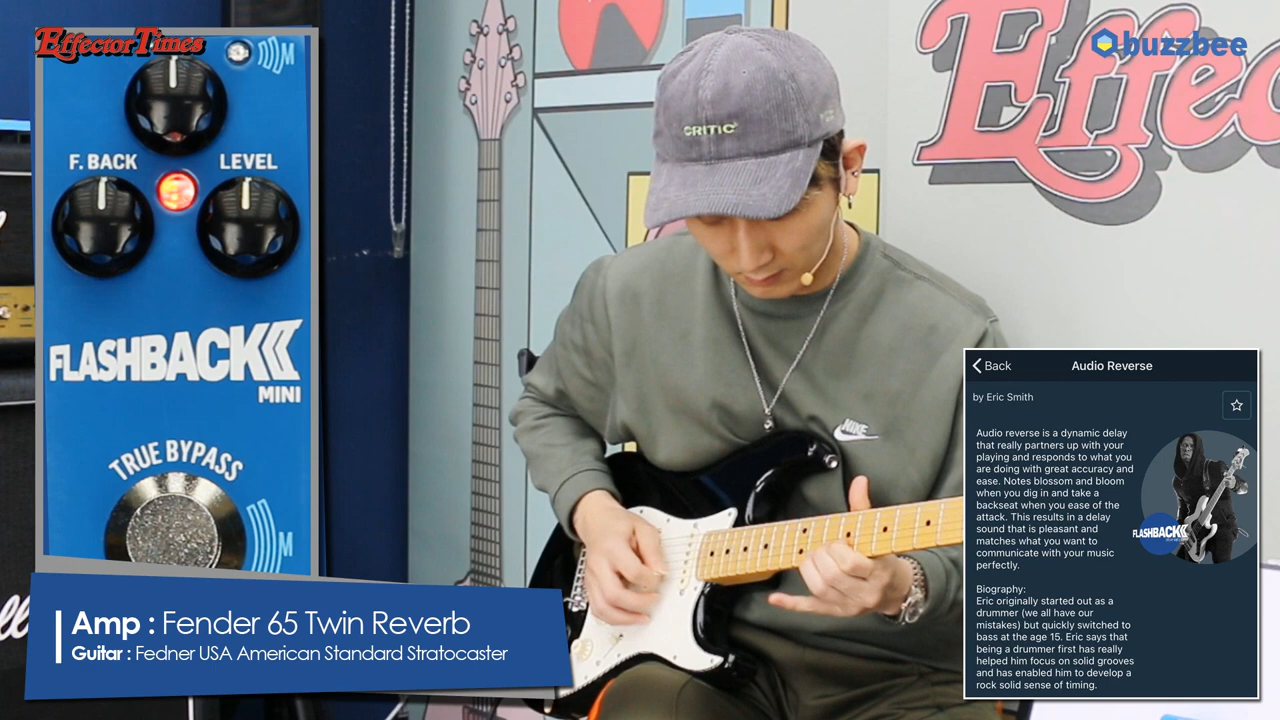 EffectorTimes
M
F. BACK
LEVEL
FLASHBACK
MINI
TRUE BYPASS
CRITIC
NIKE
Effec
buzzbee
Amp : Fender 65 Twin Reverb
Guitar : Fedner USA American Standard Stratocaster
Back
Audio Reverse
by Eric Smith
Audio reverse is a dynamic delay
that really partners up with your
playing and responds to what you
are doing with great accuracy and
ease. Notes blossom and bloom
when you dig in and take a
backseat when you ease of the
attack. This results in a delay
sound that is pleasant and
matches what you want to
communicate with your music
perfectly.
FLASHBACK
Biography:
Eric originally started out as a
drummer (we all have our
mistakes) but quickly switched to
bass at the age 15. Eric says that
being a drummer first has really
helped him focus on solid grooves
and has enabled him to develop a
rock solid sense of timing.